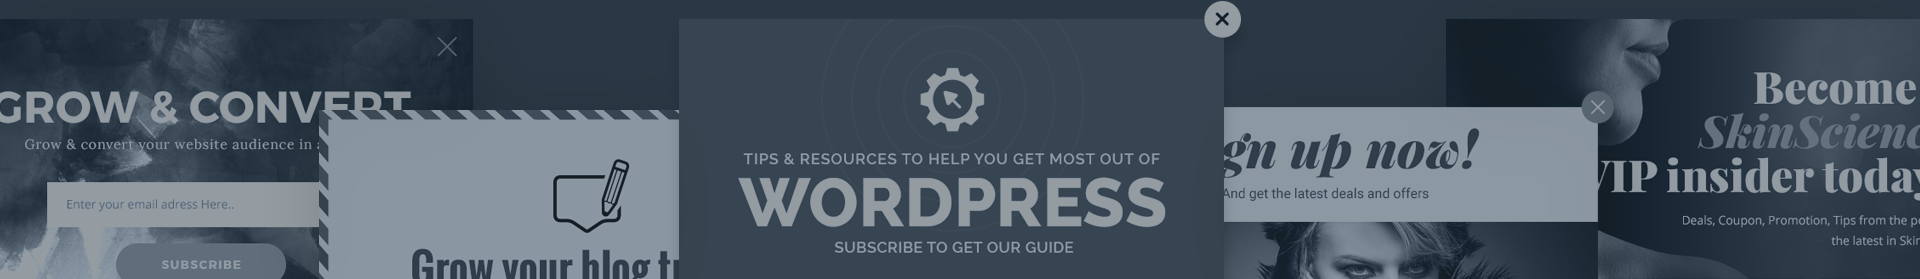 GROW & CONVERT
Grow & convert your website audience in
Enter your email adress Here..
SUBSCRIBE
Grow your blog
TIPS & RESOURCES TO HELP YOU GET MOST OUT OF
WORDPRESS
SUBSCRIBE TO GET OUR GUIDE
gn up now!
And get the latest deals and offers
Become
SkinScienc
VIP insider today
Deals, Coupon, Promotion, Tips from the
the latest in Skin